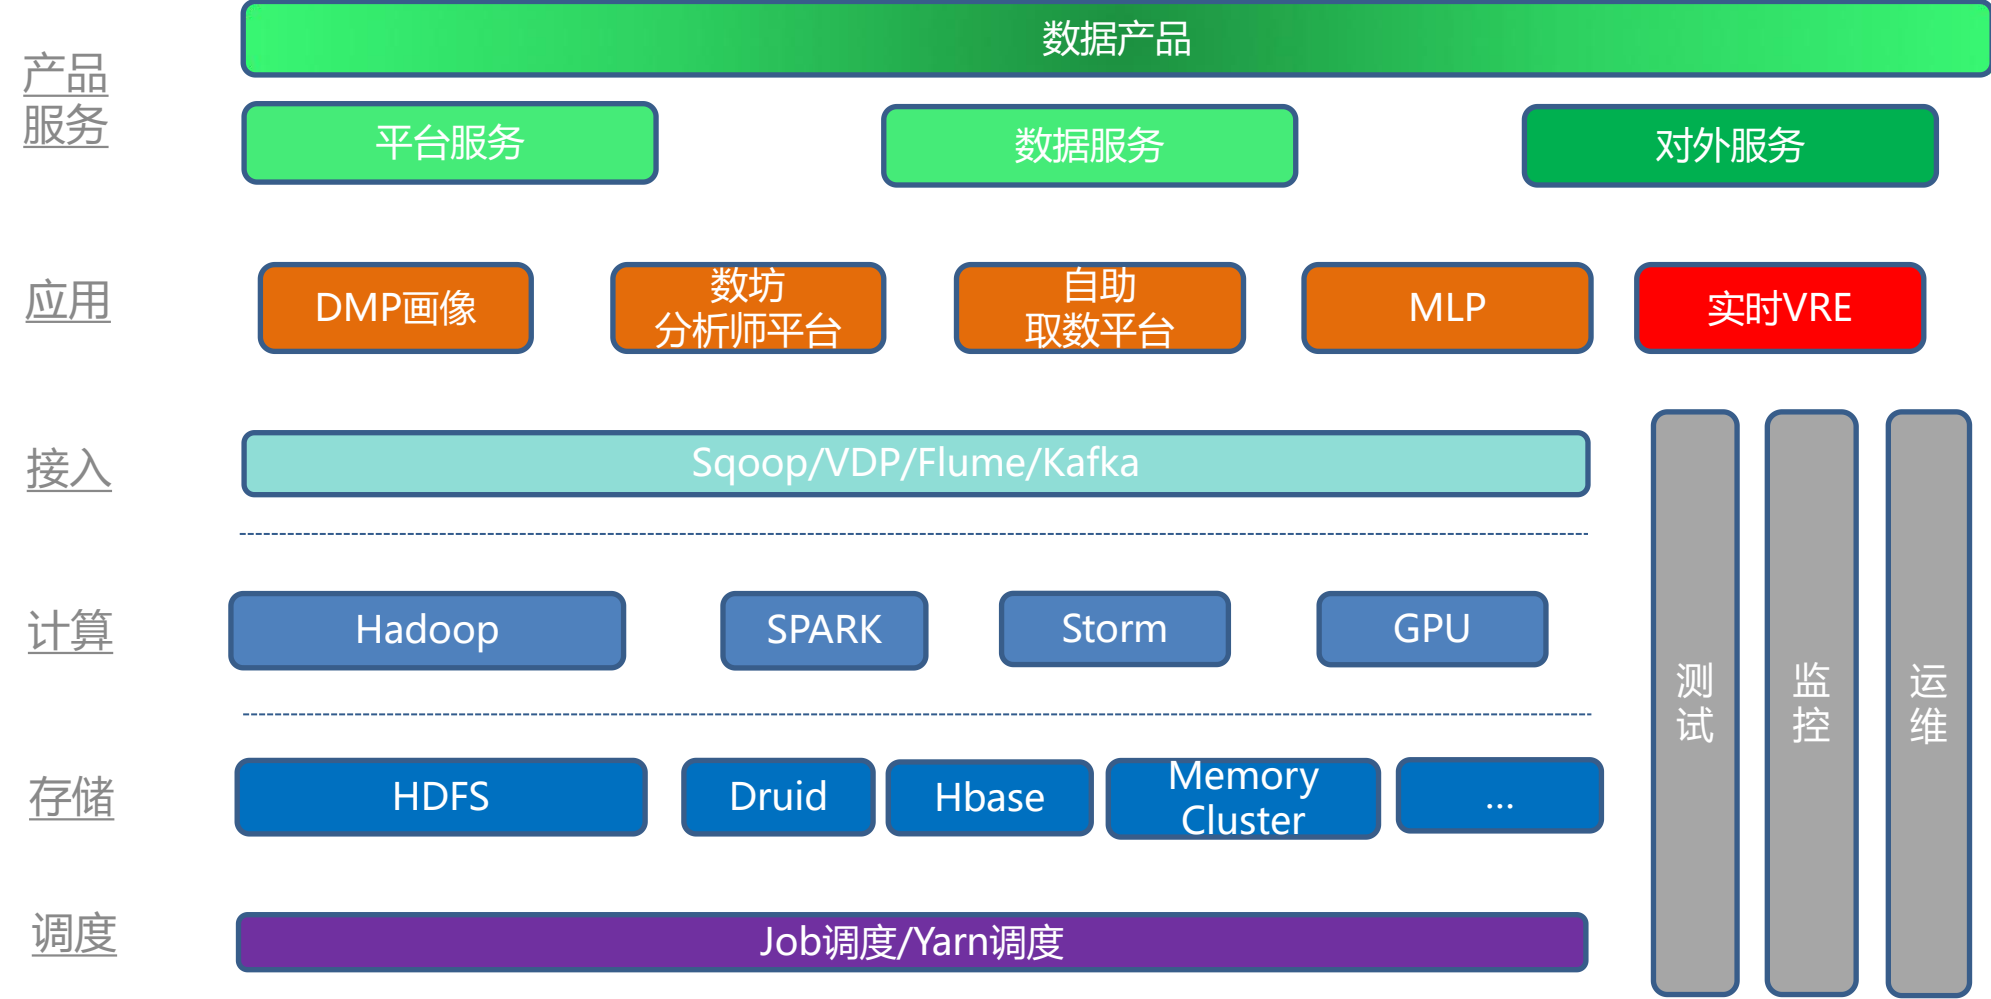 数据产品
产品
服务
平台服务
数据服务
对外服务
应用
DMP画像
数坊
分析师平台
自助
取数平台
MLP
实时VRE
接入
Sqoop/VDP/Flume/Kafka
计算
Hadoop
SPARK
Storm
GPU
测
试
监
控
运
维
存储
HDFS
Druid
Hbase
Memory
Cluster
...
调度
Job调度/Yarn调度